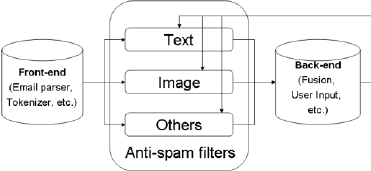 Front-end
(Email parser,
Tokenizer, etc.)
Text
Image
Others
Anti-spam filters
Back-end
(Fusion,
User Input,
etc.)